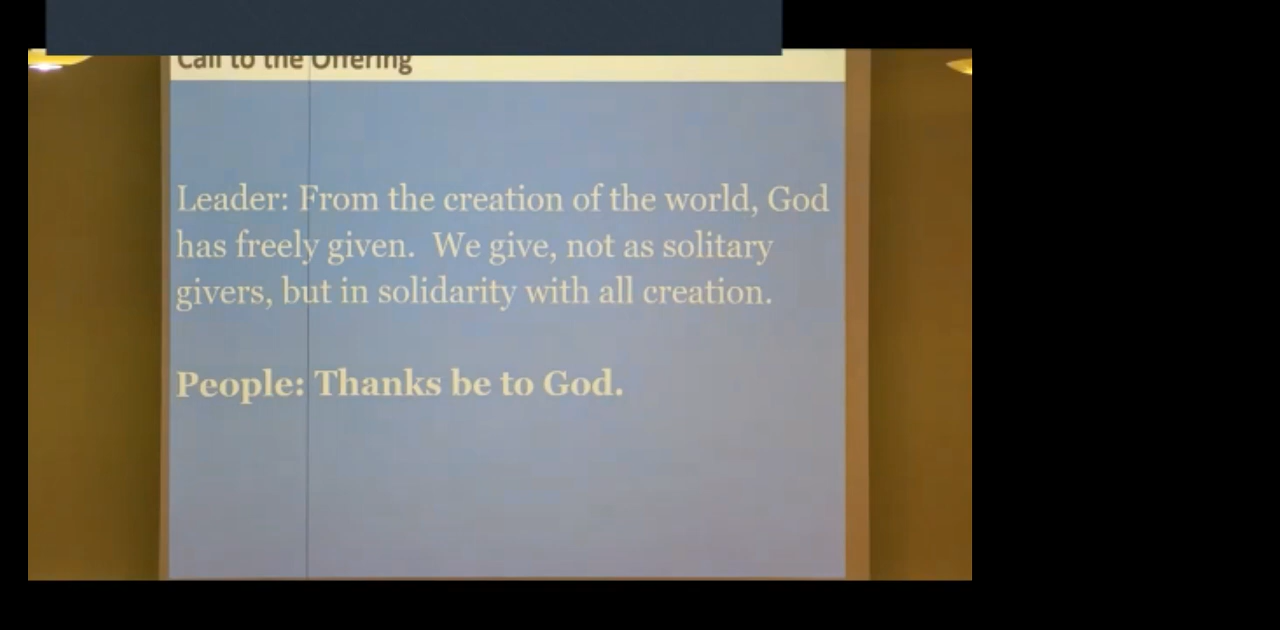 Call to the Offering
Leader: From the creation of the world, God
has freely given.  We give, not as solitary
givers, but in solidarity with all creation.
People: Thanks be to God.